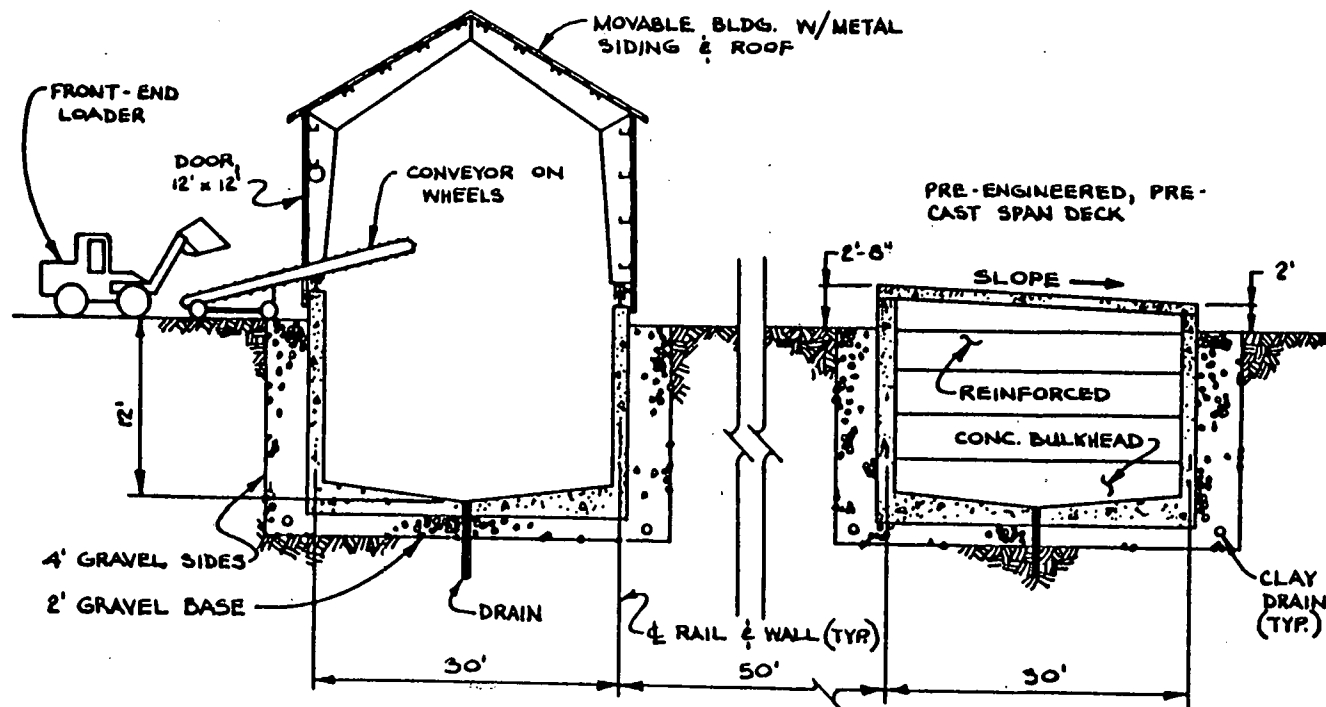 MOVABLE BLDG. W/METAL
SIDING & ROOF
FRONT-END
LOADER
DOOR,
12' x 12'
CONVEYOR ON
WHEELS
PRE-ENGINEERED, PRE-
CAST SPAN DECK
2'-8"
SLOPE
2'
12'
REINFORCED
CONC. BULKHEAD
4' GRAVEL SIDES
2' GRAVEL BASE
DRAIN
℄ RAIL & WALL (TYP.)
CLAY
DRAIN
(TYP.)
30'
50'
30'